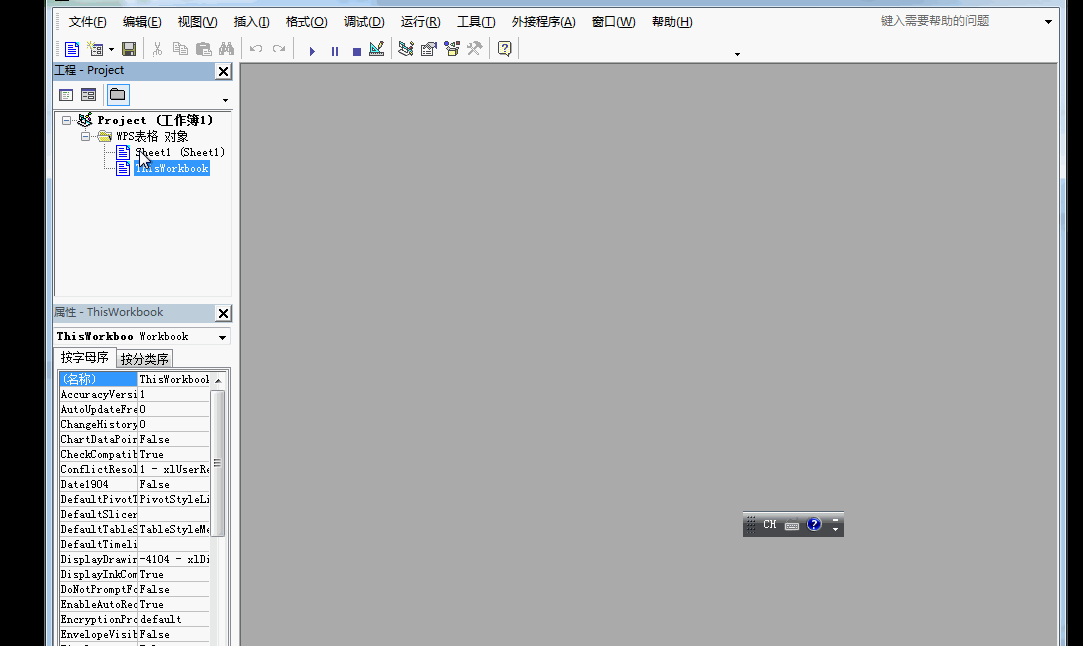 文件(F) 编辑(E) 视图(V) 插入(I) 格式(O) 调试(D) 运行(R) 工具(T) 外接程序(A) 窗口(W) 帮助(H) 键入需要帮助的问题
工程 - Project
Project (工作簿1)
WPS表格 对象
Sheet1 (Sheet1)
ThisWorkbook
属性 - ThisWorkbook
ThisWorkboo Workbook
按字母序 按分类序
(名称) ThisWorkbook
AccuracyVersi 1
AutoUpdateFre 0
ChangeHistory 0
ChartDataPoin False
CheckCompatib True
ConflictResol 1 - xlUserRe
Date1904 False
DefaultPivotT PivotStyleLi
DefaultSlicer
DefaultTableS TableStyleMe
DefaultTimeli
DisplayDrawin -4104 - xlDi
DisplayInkCom True
DoNotPromptFo False
EnableAutoRec True
EncryptionPro default
EnvelopeVisib False
CH